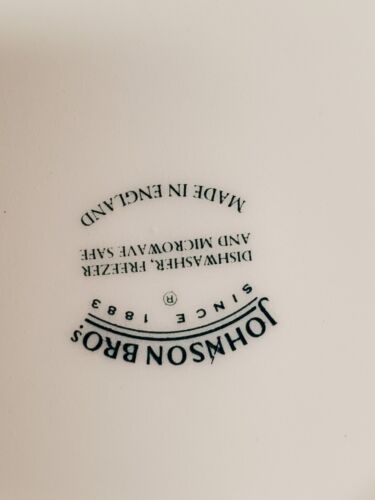 JOHNSON BROS
SINCE 1883
®
DISHWASHER, FREEZER
AND MICROWAVE SAFE
MADE IN ENGLAND